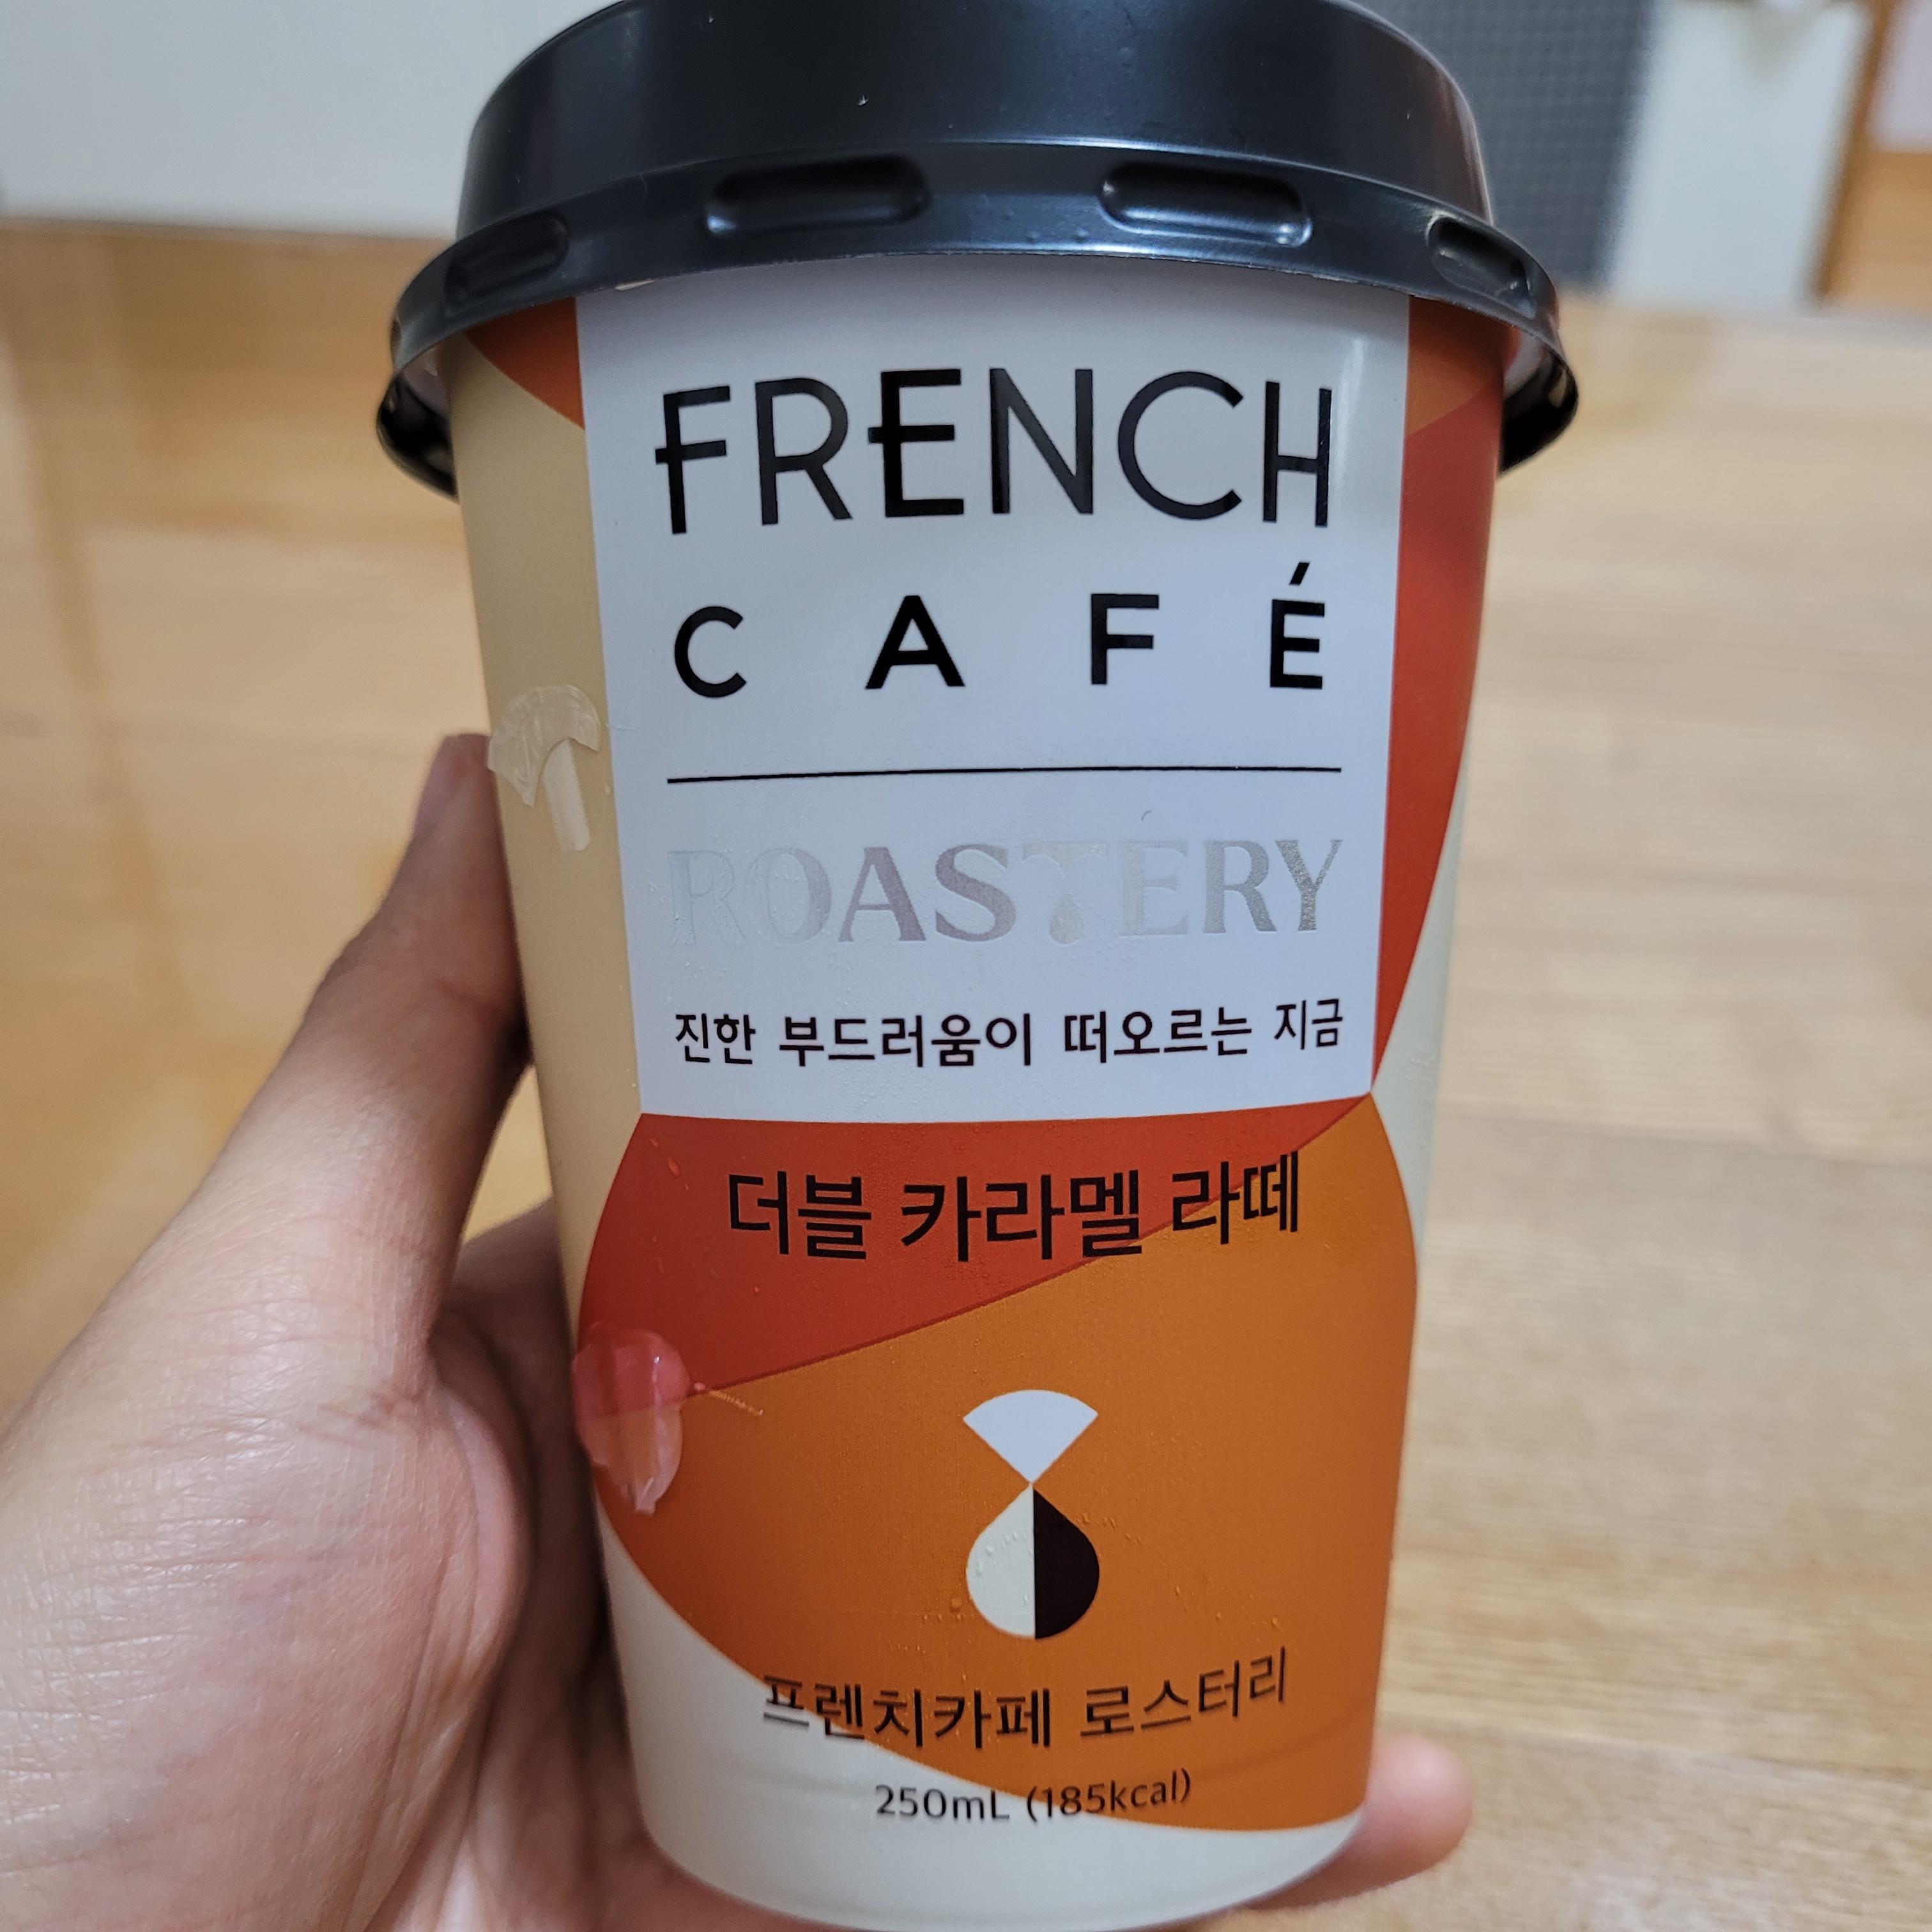 FRENCH
CAFÉ
ROASTERY
진한 부드러움이 떠오르는 지금
더블 카라멜 라떼
프렌치카페 로스터리
250mL (185kcal)